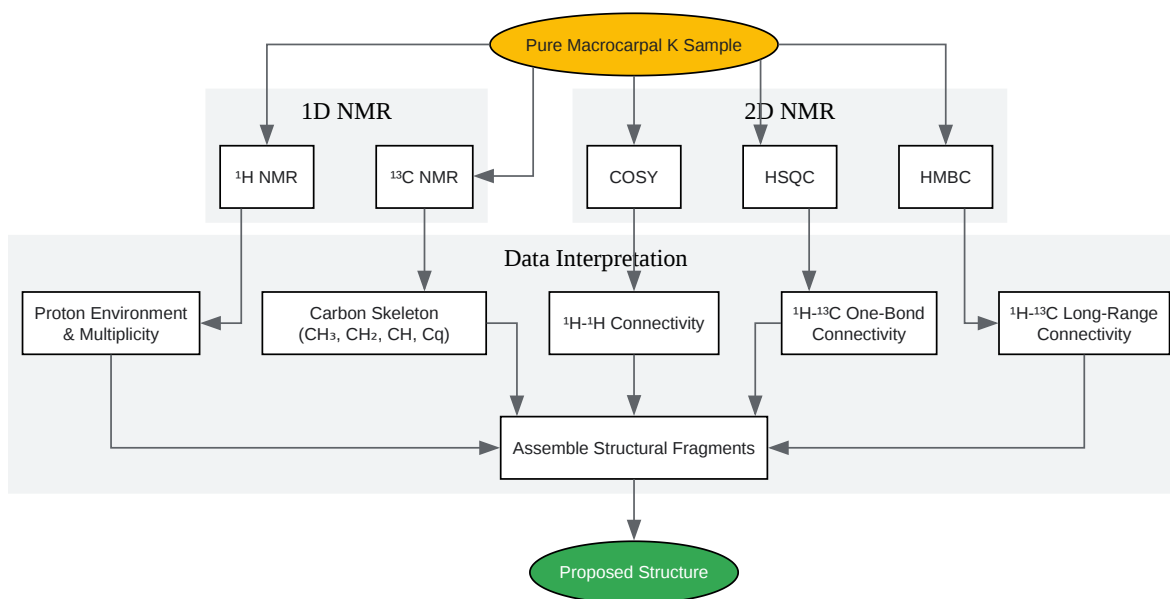 Pure Macrocarpal K Sample
1D NMR
2D NMR
¹H NMR
¹³C NMR
COSY
HSQC
HMBC
Data Interpretation
Proton Environment
& Multiplicity
Carbon Skeleton
(CH₃, CH₂, CH, Cq)
¹H-¹H Connectivity
¹H-¹³C One-Bond
Connectivity
¹H-¹³C Long-Range
Connectivity
Assemble Structural Fragments
Proposed Structure